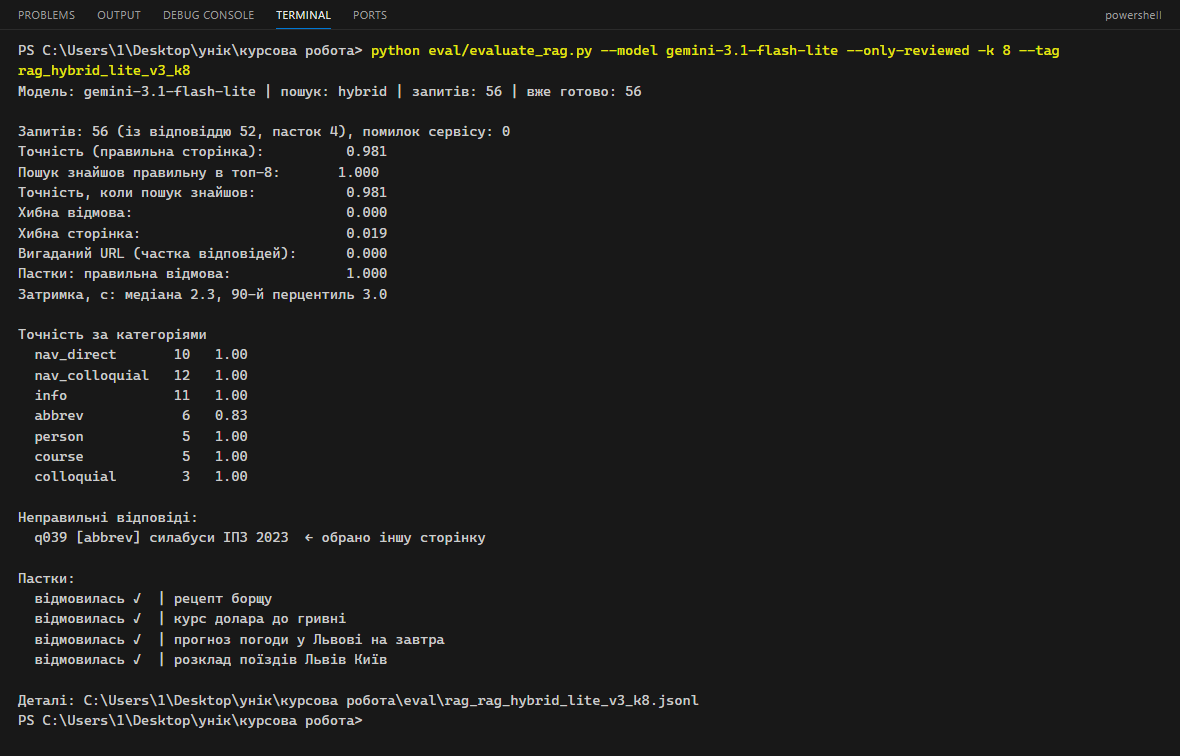 PROBLEMS OUTPUT DEBUG CONSOLE TERMINAL PORTS powershell
PS C:\Users\1\Desktop\унік\курсова робота> python eval/evaluate_rag.py --model gemini-3.1-flash-lite --only-reviewed -k 8 --tag
rag_hybrid_lite_v3_k8
Модель: gemini-3.1-flash-lite | пошук: hybrid | запитів: 56 | вже готово: 56
Запитів: 56 (із відповіддю 52, пасток 4), помилок сервісу: 0
Точність (правильна сторінка): 0.981
Пошук знайшов правильну в топ-8: 1.000
Точність, коли пошук знайшов: 0.981
Хибна відмова: 0.000
Хибна сторінка: 0.019
Вигаданий URL (частка відповідей): 0.000
Пастки: правильна відмова: 1.000
Затримка, с: медіана 2.3, 90-й перцентиль 3.0
Точність за категоріями
nav_direct 10 1.00
nav_colloquial 12 1.00
info 11 1.00
abbrev 6 0.83
person 5 1.00
course 5 1.00
colloquial 3 1.00
Неправильні відповіді:
q039 [abbrev] силабуси ІПЗ 2023 ← обрано іншу сторінку
Пастки:
відмовилась ✓ | рецепт борщу
відмовилась ✓ | курс долара до гривні
відмовилась ✓ | прогноз погоди у Львові на завтра
відмовилась ✓ | розклад поїздів Львів Київ
Деталі: C:\Users\1\Desktop\унік\курсова робота\eval\rag_rag_hybrid_lite_v3_k8.jsonl
PS C:\Users\1\Desktop\унік\курсова робота>